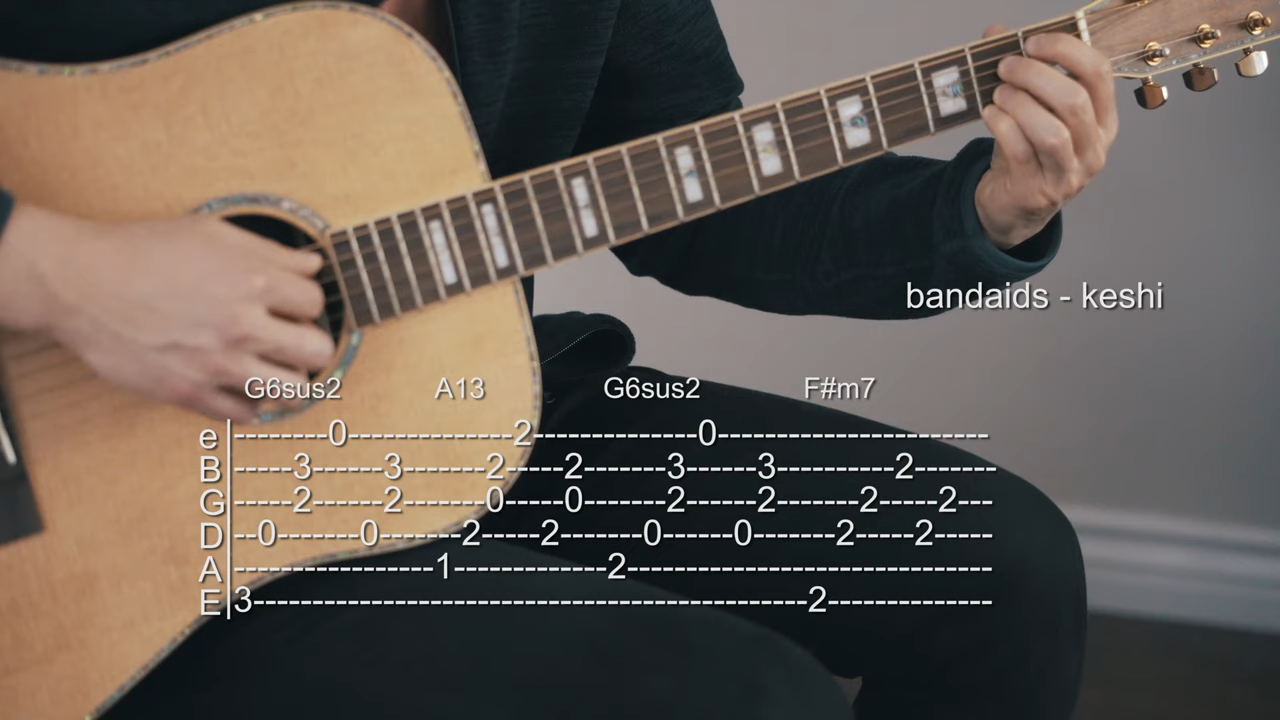 bandaids - keshi
G6sus2 A13 G6sus2 F#m7
e|--------0--------------2--------------0----------------------
B|-----3------3-------2-----2------3------3---------2-------
G|-----2------2-------0-----0------2------2-------2-----2---
D|--0-------0-------2-----2-------0------0-------2-----2-----
A|---------------1------------2-----------------------------
E|3--------------------------------------------2-------------